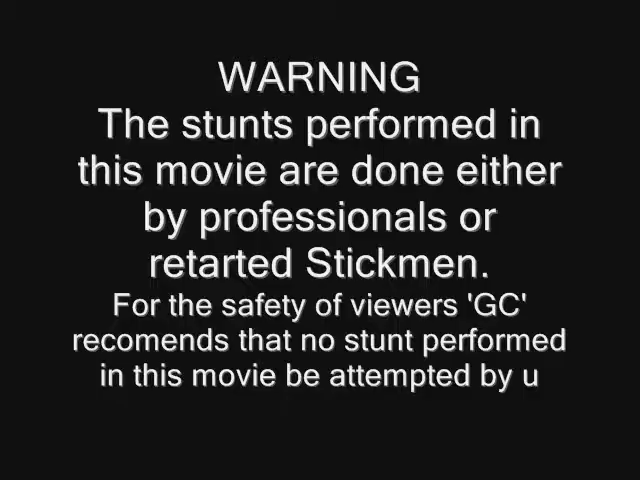 WARNING
The stunts performed in
this movie are done either
by professionals or
retarted Stickmen.
For the safety of viewers 'GC'
recomends that no stunt performed
in this movie be attempted by u